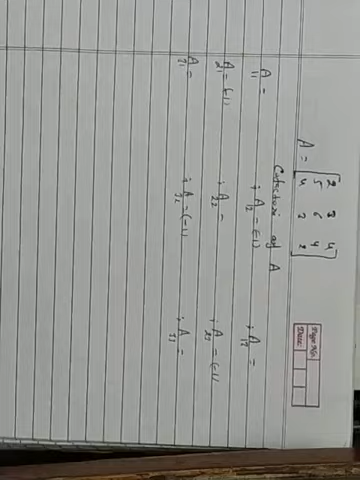 Page No.
Date:
A = [2 3 4
5 6 4
4 3 2]
Cofactors of A
A11 = ; A12 = (-1) ; A13 =
A21 = (-1) ; A22 = ; A23 = (-1)
A31 = ; A32 = (-1) ; A33 =